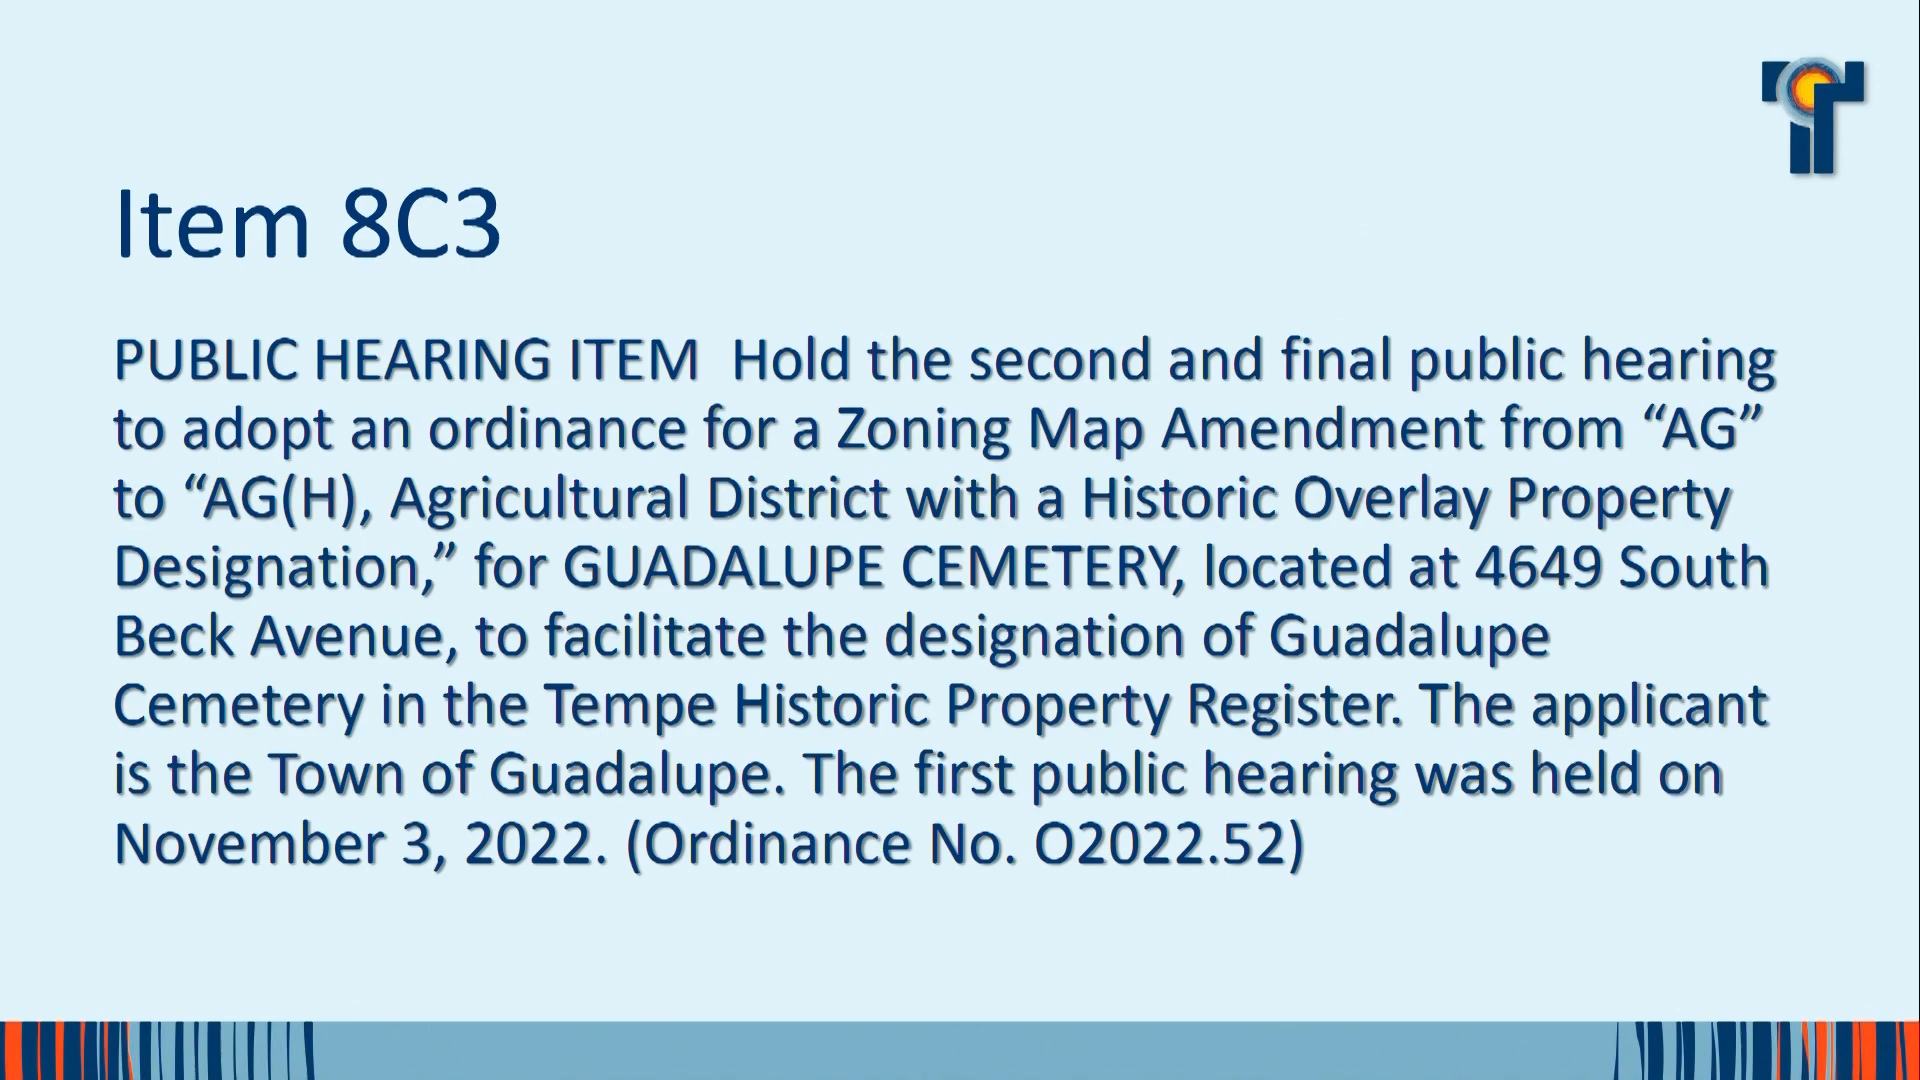 Item 8C3
PUBLIC HEARING ITEM  Hold the second and final public hearing
to adopt an ordinance for a Zoning Map Amendment from “AG”
to “AG(H), Agricultural District with a Historic Overlay Property
Designation,” for GUADALUPE CEMETERY, located at 4649 South
Beck Avenue, to facilitate the designation of Guadalupe
Cemetery in the Tempe Historic Property Register. The applicant
is the Town of Guadalupe. The first public hearing was held on
November 3, 2022. (Ordinance No. O2022.52)